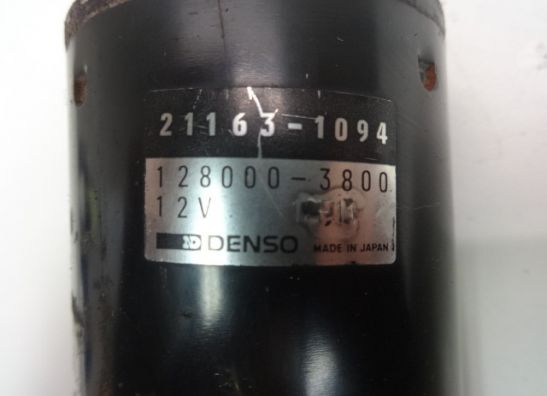 21163-1094
128000-3800
12V
DENSO MADE IN JAPAN